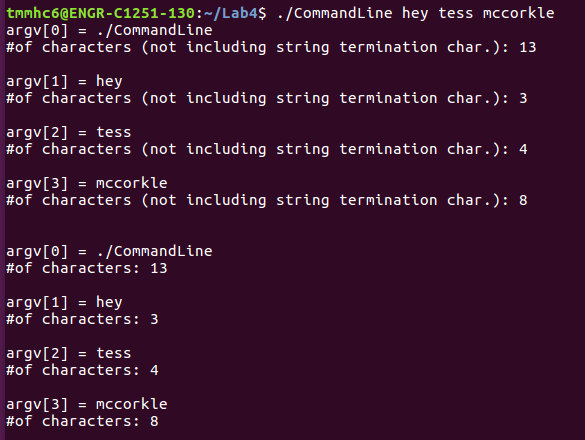 tmmhc6@ENGR-C1251-130:~/Lab4$ ./CommandLine hey tess mccorkle
argv[0] = ./CommandLine
#of characters (not including string termination char.): 13
argv[1] = hey
#of characters (not including string termination char.): 3
argv[2] = tess
#of characters (not including string termination char.): 4
argv[3] = mccorkle
#of characters (not including string termination char.): 8
argv[0] = ./CommandLine
#of characters: 13
argv[1] = hey
#of characters: 3
argv[2] = tess
#of characters: 4
argv[3] = mccorkle
#of characters: 8